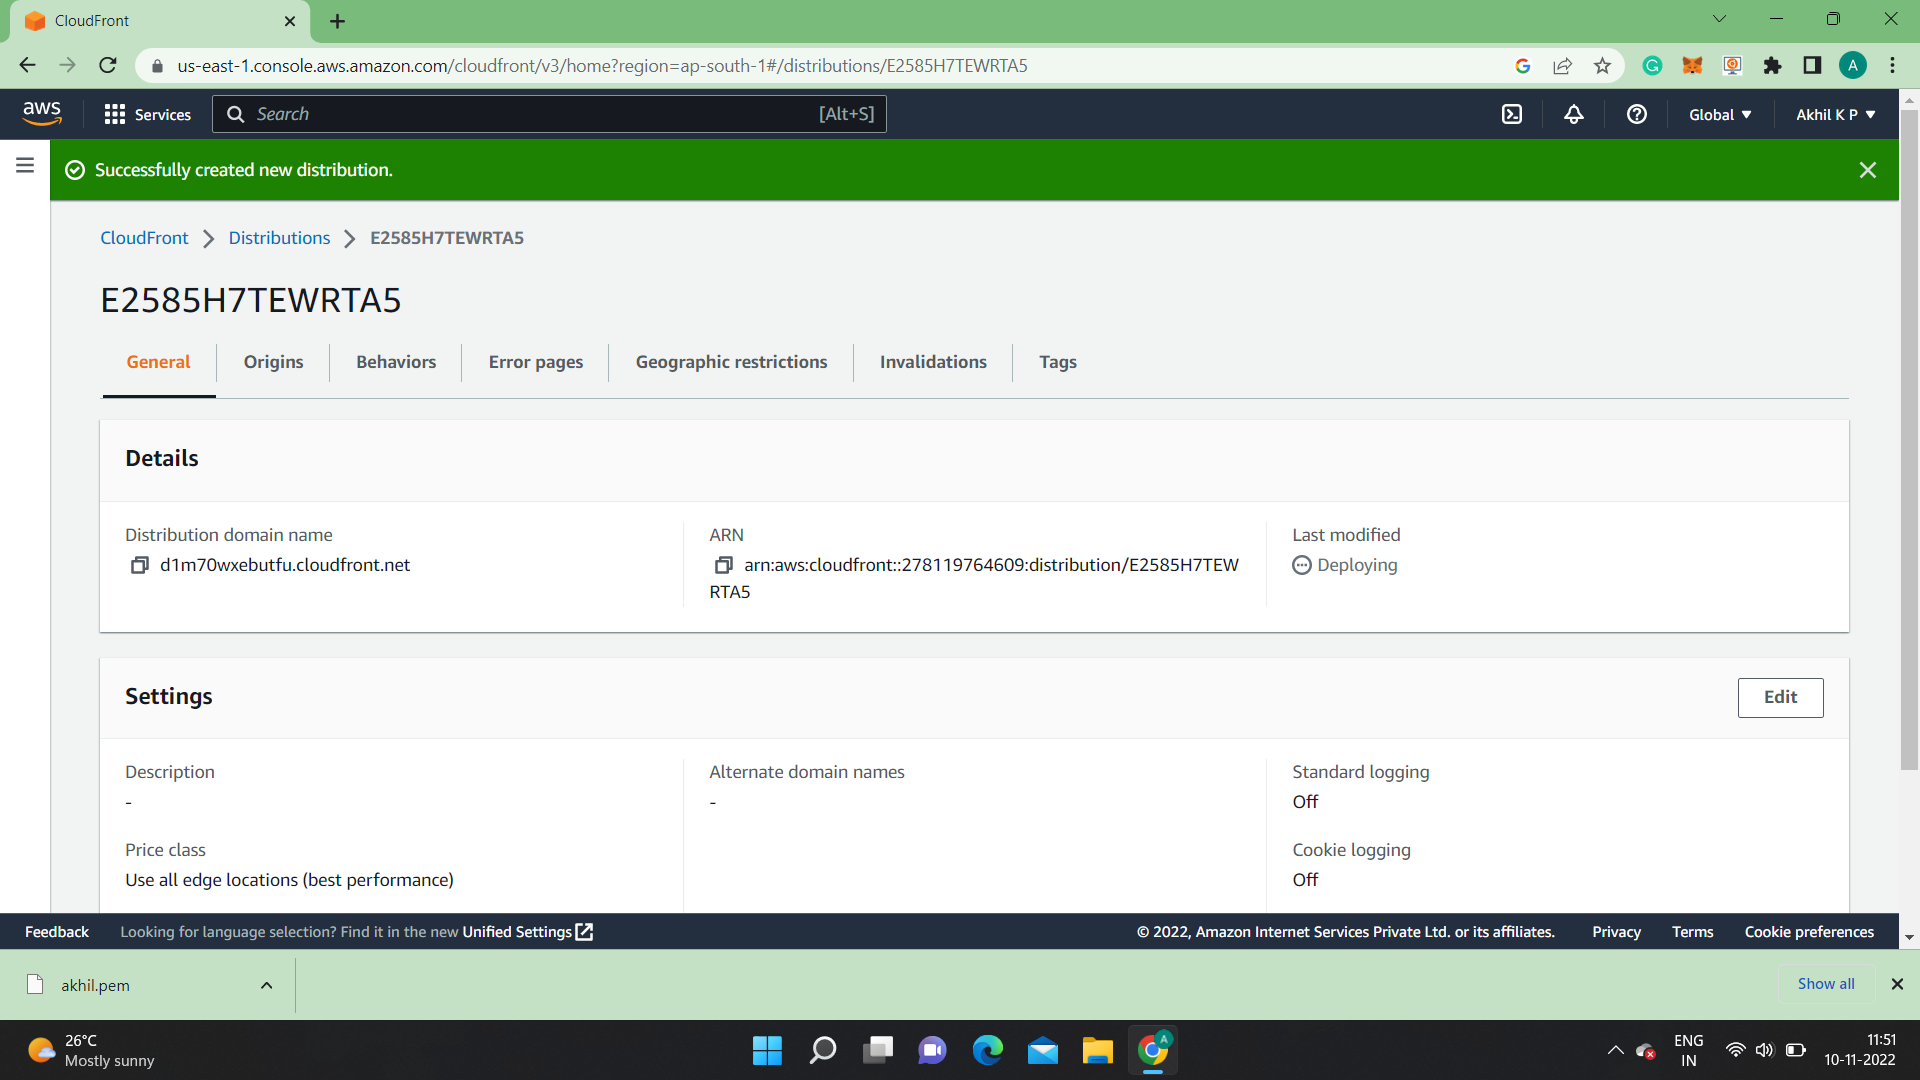 CloudFront
us-east-1.console.aws.amazon.com/cloudfront/v3/home?region=ap-south-1#/distributions/E2585H7TEWRTA5
G
A
aws
Services
Search
[Alt+S]
Global
Akhil K P
Successfully created new distribution.
CloudFront
Distributions
E2585H7TEWRTA5
E2585H7TEWRTA5
General
Origins
Behaviors
Error pages
Geographic restrictions
Invalidations
Tags
Details
Distribution domain name
d1m70wxebutfu.cloudfront.net
ARN
arn:aws:cloudfront::278119764609:distribution/E2585H7TEW
RTA5
Last modified
Deploying
Settings
Edit
Description
-
Alternate domain names
-
Standard logging
Off
Price class
Use all edge locations (best performance)
Cookie logging
Off
Feedback
Looking for language selection? Find it in the new Unified Settings
© 2022, Amazon Internet Services Private Ltd. or its affiliates.
Privacy
Terms
Cookie preferences
akhil.pem
Show all
26°C
Mostly sunny
A
ENG
IN
11:51
10-11-2022